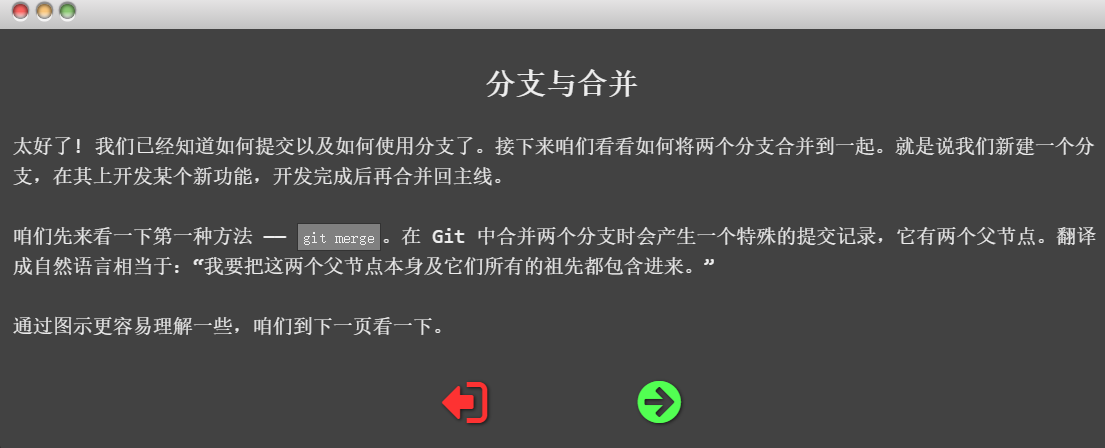 分支与合并
太好了! 我们已经知道如何提交以及如何使用分支了。接下来咱们看看如何将两个分支合并到一起。就是说我们新建一个分
支，在其上开发某个新功能，开发完成后再合并回主线。
咱们先来看一下第一种方法 —— git merge。在 Git 中合并两个分支时会产生一个特殊的提交记录，它有两个父节点。翻译
成自然语言相当于：“我要把这两个父节点本身及它们所有的祖先都包含进来。”
通过图示更容易理解一些，咱们到下一页看一下。